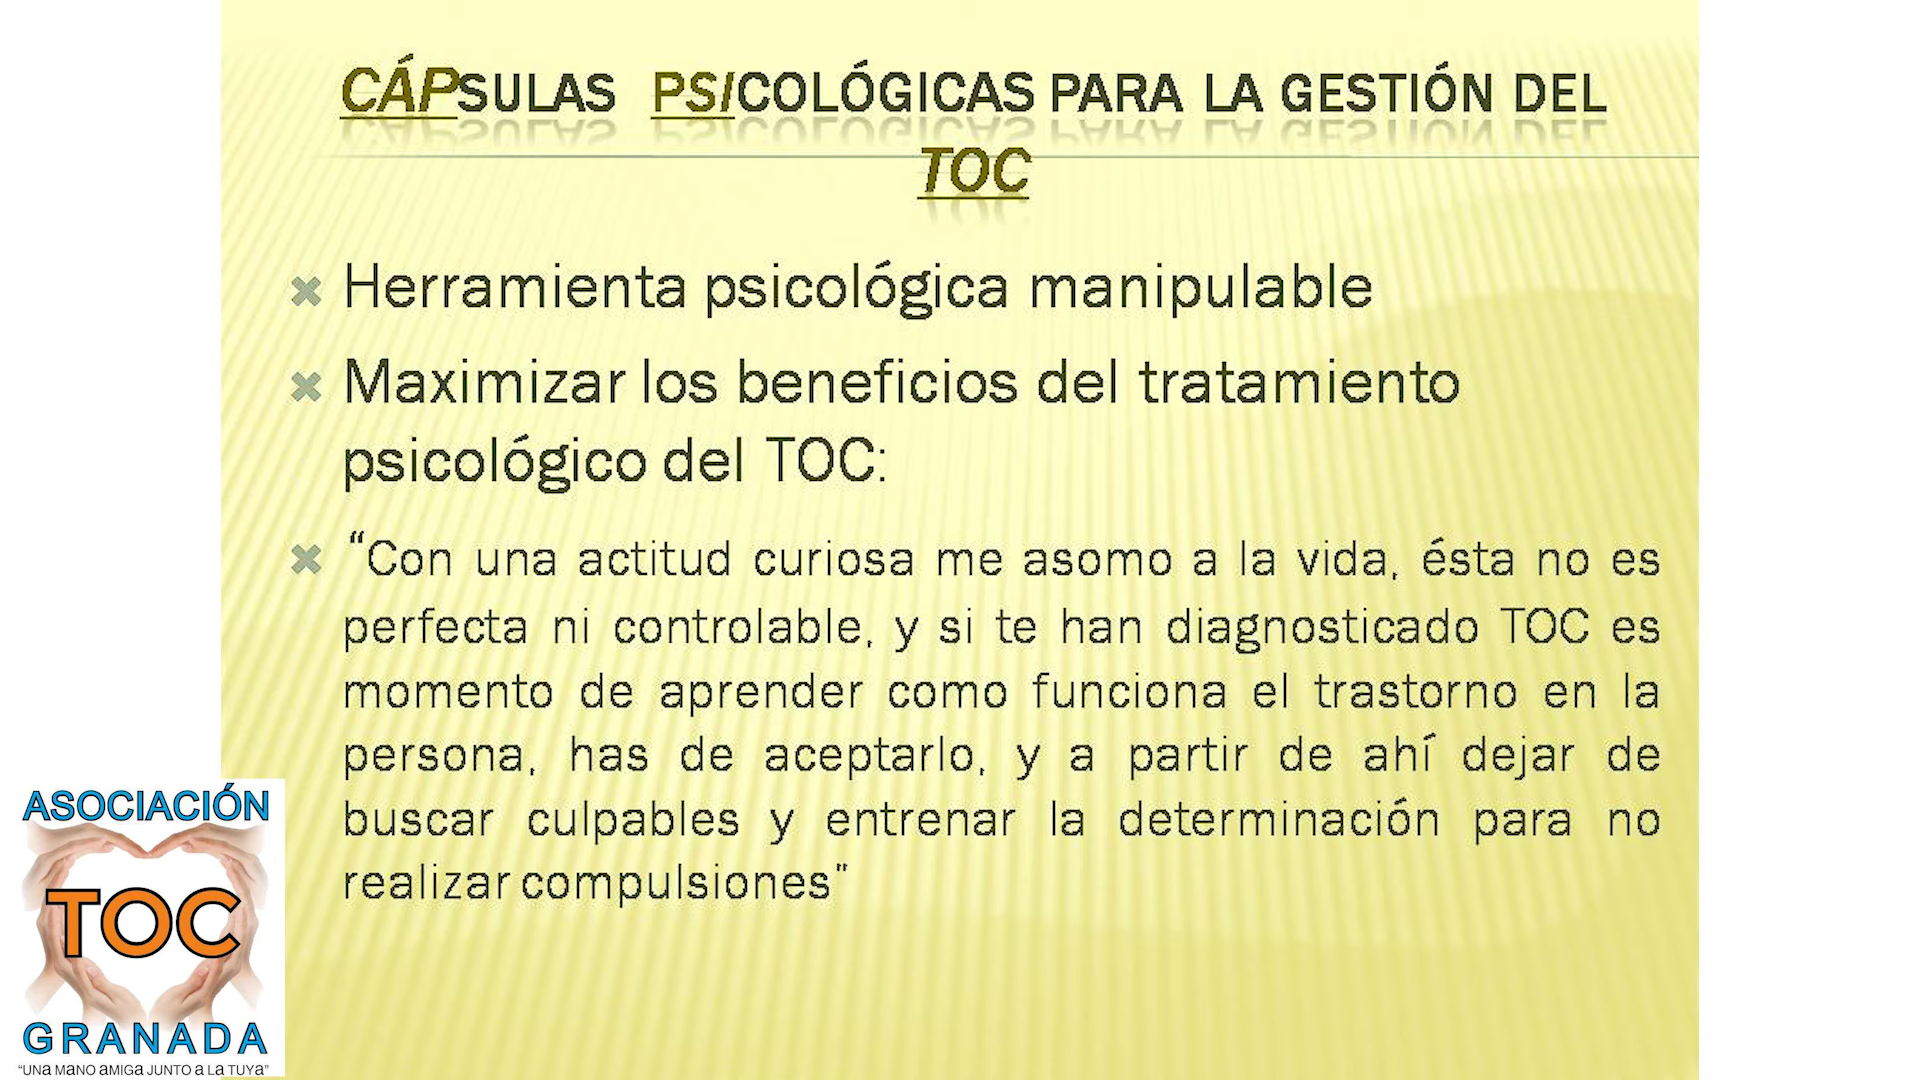 CÁPSULAS PSICOLÓGICAS PARA LA GESTIÓN DEL
TOC
Herramienta psicológica manipulable
Maximizar los beneficios del tratamiento
psicológico del TOC:
“Con una actitud curiosa me asomo a la vida, ésta no es
perfecta ni controlable, y si te han diagnosticado TOC es
momento de aprender como funciona el trastorno en la
persona, has de aceptarlo, y a partir de ahí dejar de
buscar culpables y entrenar la determinación para no
realizar compulsiones”
ASOCIACIÓN
TOC
GRANADA
“UNa MaNO aMIGa JUNTO a La TUYa”